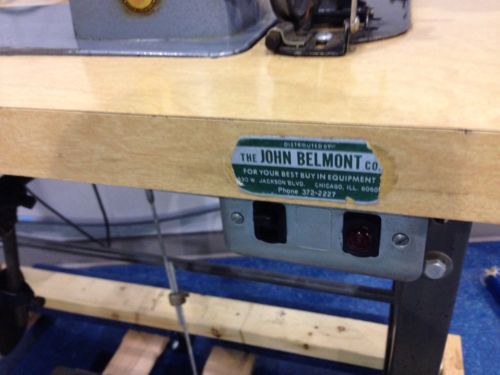 DISTRIBUTED BY
THE JOHN BELMONT CO.
FOR YOUR BEST BUY IN EQUIPMENT
W. JACKSON BLVD. CHICAGO, ILL. 6060
Phone 372-2227